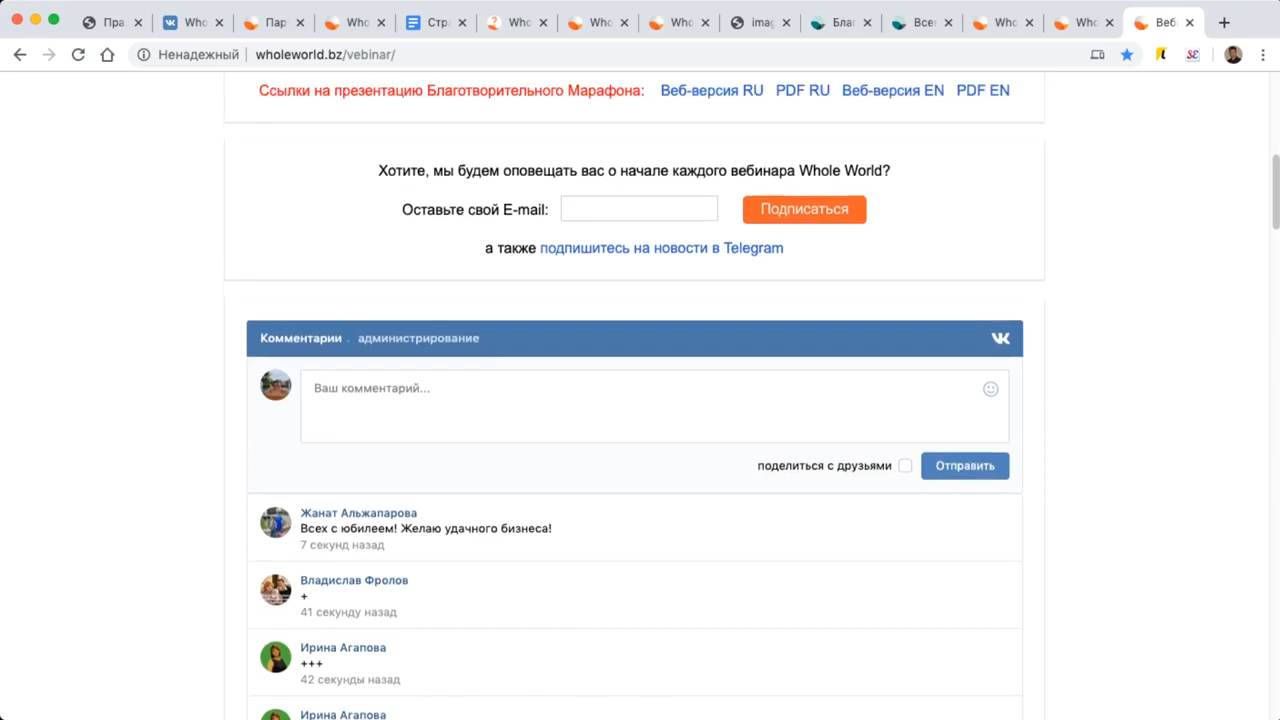 Пра
Who
Пар
Who
Стра
Who
Who
Who
imag
Благ
Все
Who
Who
Веб
Ненадежный
wholeworld.bz/vebinar/
Ссылки на презентацию Благотворительного Марафона: Веб-версия RU PDF RU Веб-версия EN PDF EN
Хотите, мы будем оповещать вас о начале каждого вебинара Whole World?
Оставьте свой E-mail: Подписаться
а также подпишитесь на новости в Telegram
Комментарии . администрирование
Ваш комментарий...
поделиться с друзьями Отправить
Жанат Альжапарова
Всех с юбилеем! Желаю удачного бизнеса!
7 секунд назад
Владислав Фролов
+
41 секунду назад
Ирина Агапова
+++
42 секунды назад
Ирина Агапова